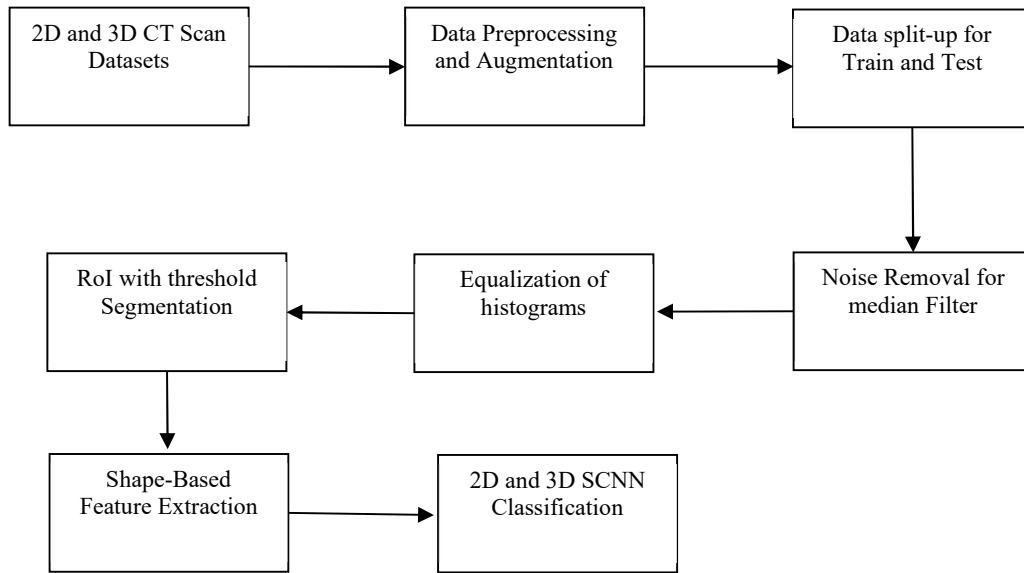 2D and 3D CT Scan
Datasets
Data Preprocessing
and Augmentation
Data split-up for
Train and Test
Noise Removal for
median Filter
Equalization of
histograms
RoI with threshold
Segmentation
Shape-Based
Feature Extraction
2D and 3D SCNN
Classification